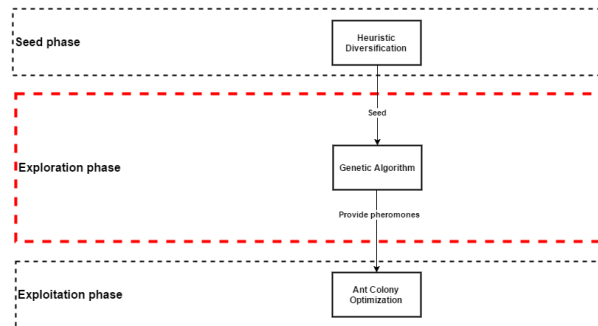 Seed phase
Heuristic
Diversification
Seed
Exploration phase
Genetic Algorithm
Provide pheromones
Exploitation phase
Ant Colony
Optimization